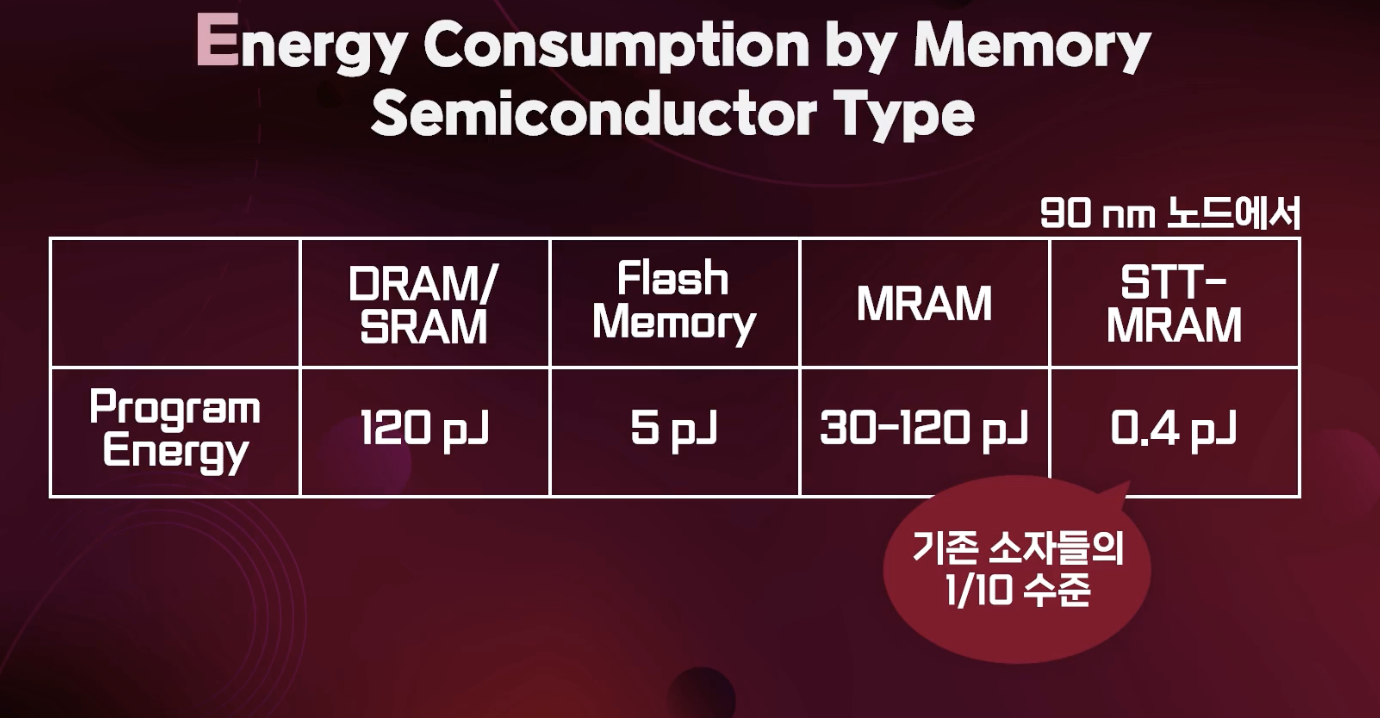 Energy Consumption by Memory
Semiconductor Type
90 nm 노드에서
DRAM/
SRAM
Flash
Memory
MRAM
STT-
MRAM
Program
Energy
120 pJ
5 pJ
30-120 pJ
0.4 pJ
기존 소자들의
1/10 수준